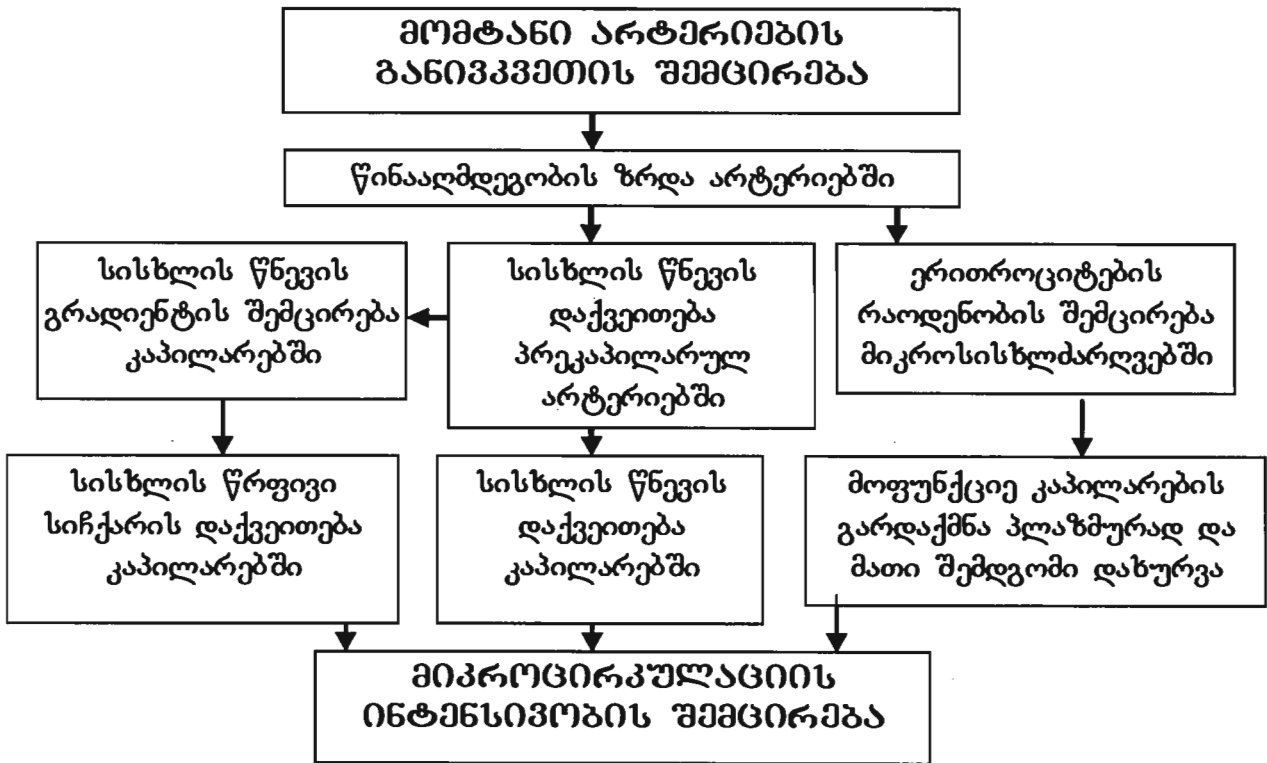 მომტანი არტერიების
განივკვეთის შემცირება
წინააღმდეგობის ზრდა არტერიებში
სისხლის წნევის
გრადიენტის შემცირება
კაპილარებში
სისხლის წნევის
დაქვეითება
პრეკაპილარულ
არტერიებში
ერითროციტების
რაოდენობის შემცირება
მიკროსისხლძარღვებში
სისხლის წრფივი
სიჩქარის დაქვეითება
კაპილარებში
სისხლის წნევის
დაქვეითება
კაპილარებში
მოფუნქციე კაპილარების
გარდაქმნა პლაზმურად და
მათი შემდგომი დახურვა
მიკროცირკულაციის
ინტენსივობის შემცირება